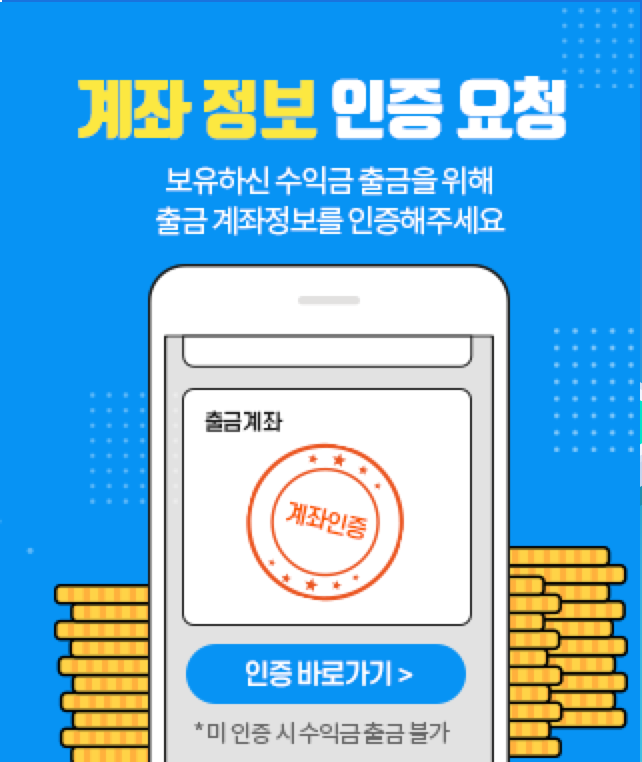 계좌 정보 인증 요청
보유하신 수익금 출금을 위해
출금 계좌정보를 인증해주세요
출금계좌
계좌인증
인증 바로가기 >
*미 인증 시 수익금 출금 불가